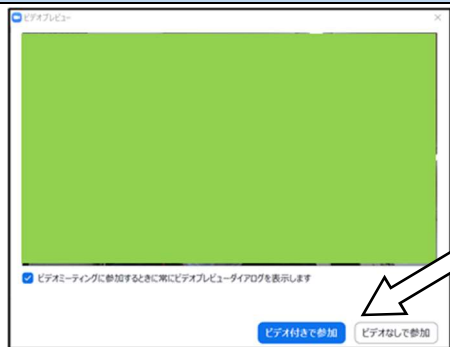 ビデオプレビュー
ビデオミーティングに参加するときに常にビデオプレビューダイアログを表示します
ビデオ付きで参加
ビデオなしで参加